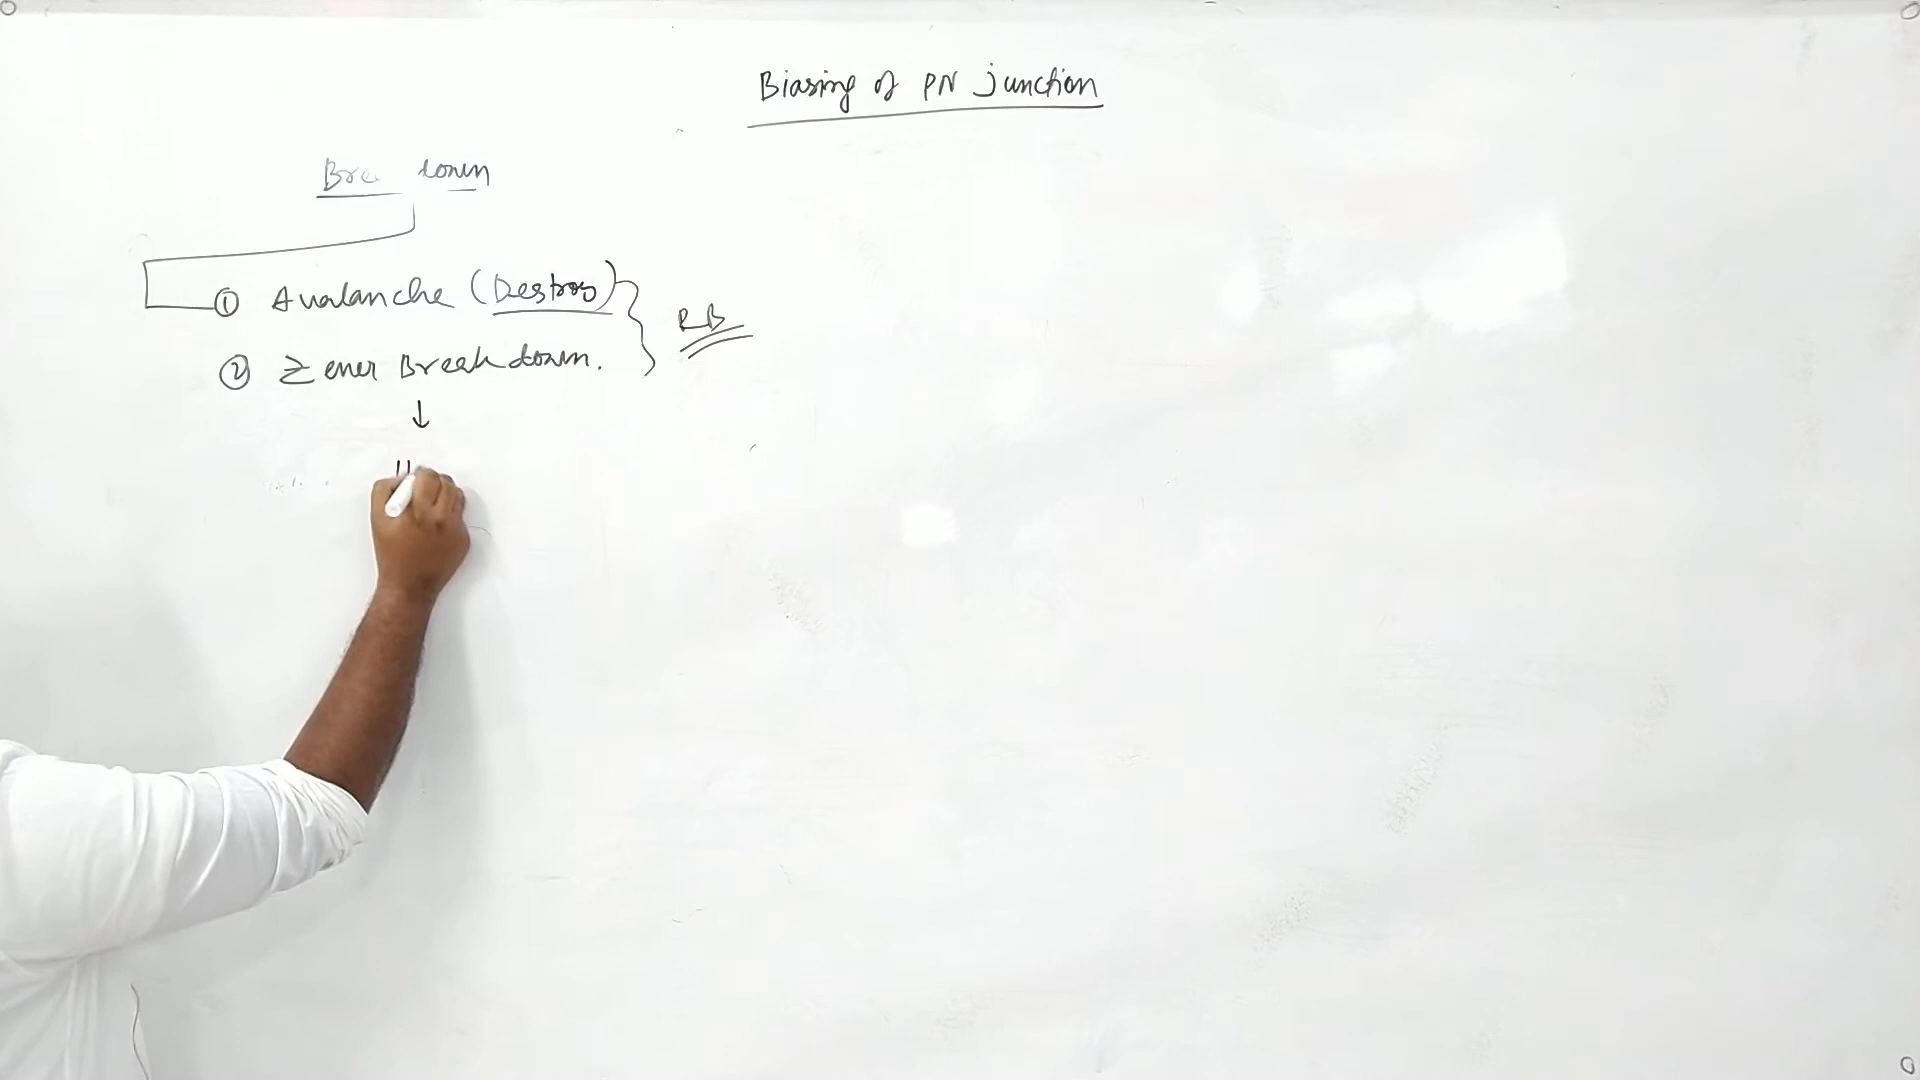 Biasing of PN junction
Bre down
① Avalanche (Destroy)
② Zener Breakdown.
RB
↓